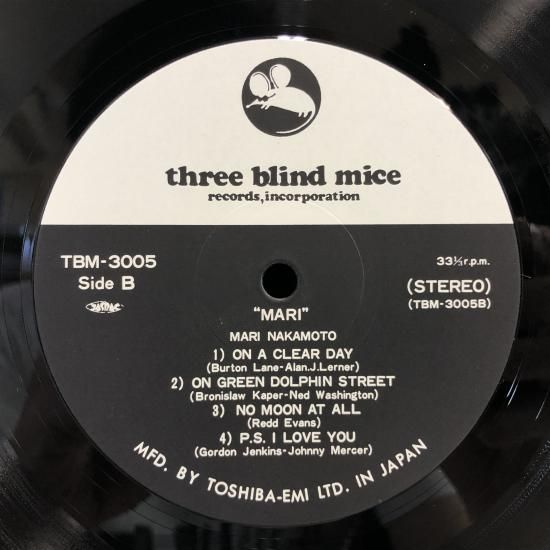 three blind mice
records, incorporation
TBM-3005
Side B
33⅓ r.p.m.
(STEREO)
(TBM-3005B)
"MARI"
MARI NAKAMOTO
1) ON A CLEAR DAY
(Burton Lane-Alan.J.Lerner)
2) ON GREEN DOLPHIN STREET
(Bronislaw Kaper-Ned Washington)
3) NO MOON AT ALL
(Redd Evans)
4) P.S. I LOVE YOU
(Gordon Jenkins-Johnny Mercer)
MFD. BY TOSHIBA-EMI LTD. IN JAPAN